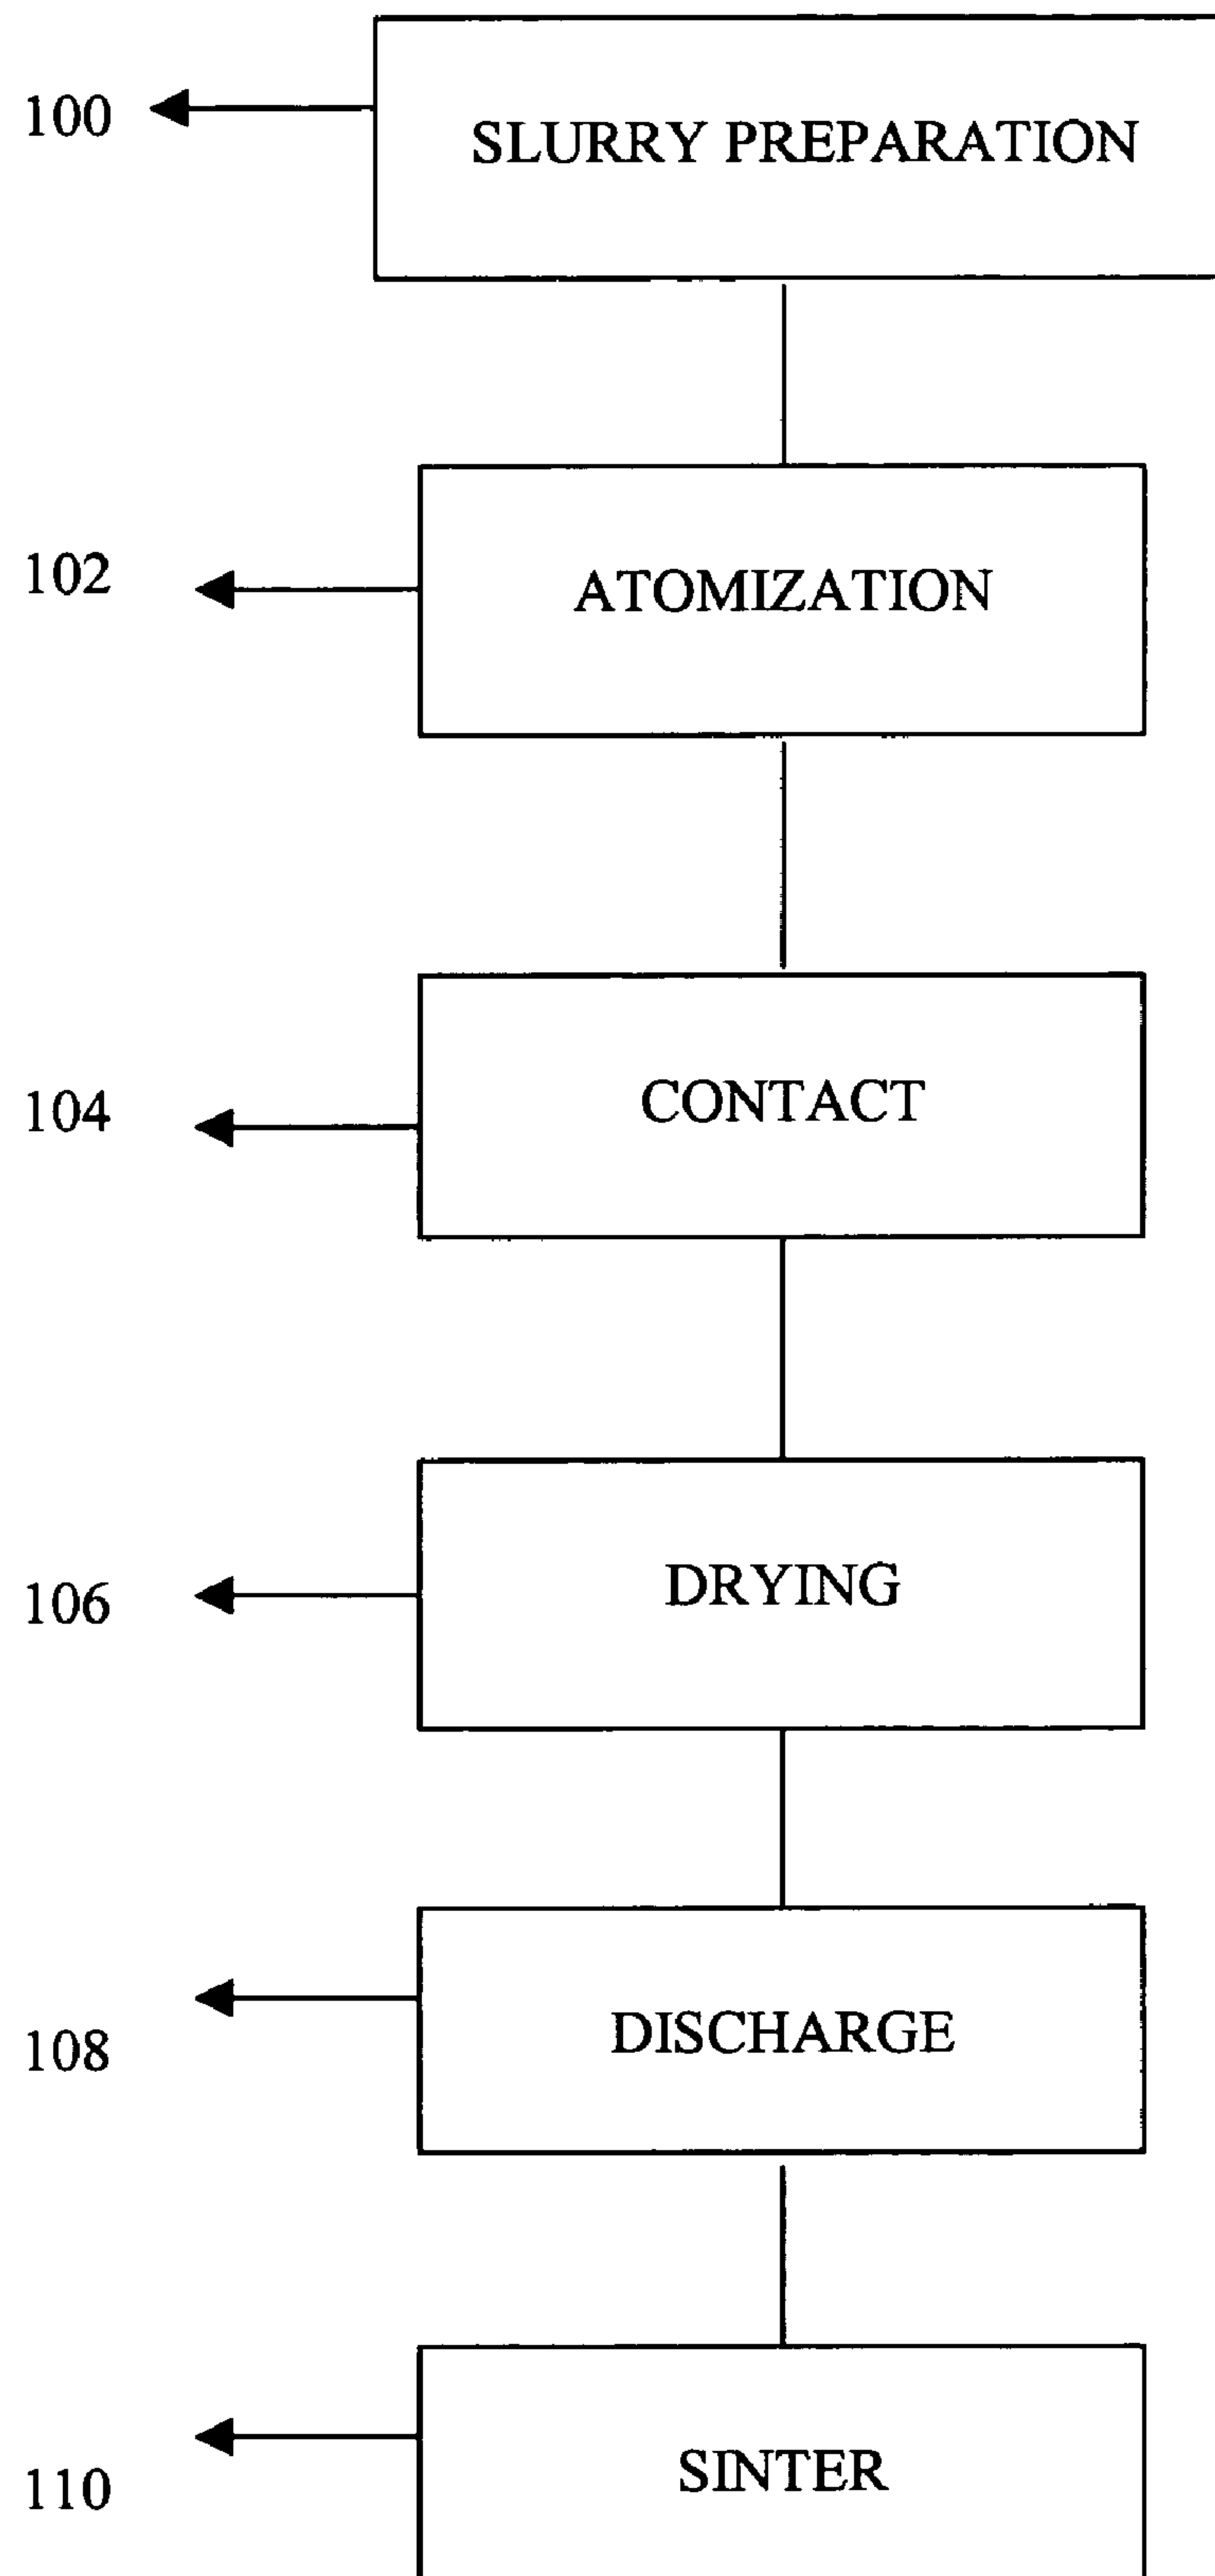 100
SLURRY PREPARATION
102
ATOMIZATION
104
CONTACT
106
DRYING
108
DISCHARGE
110
SINTER